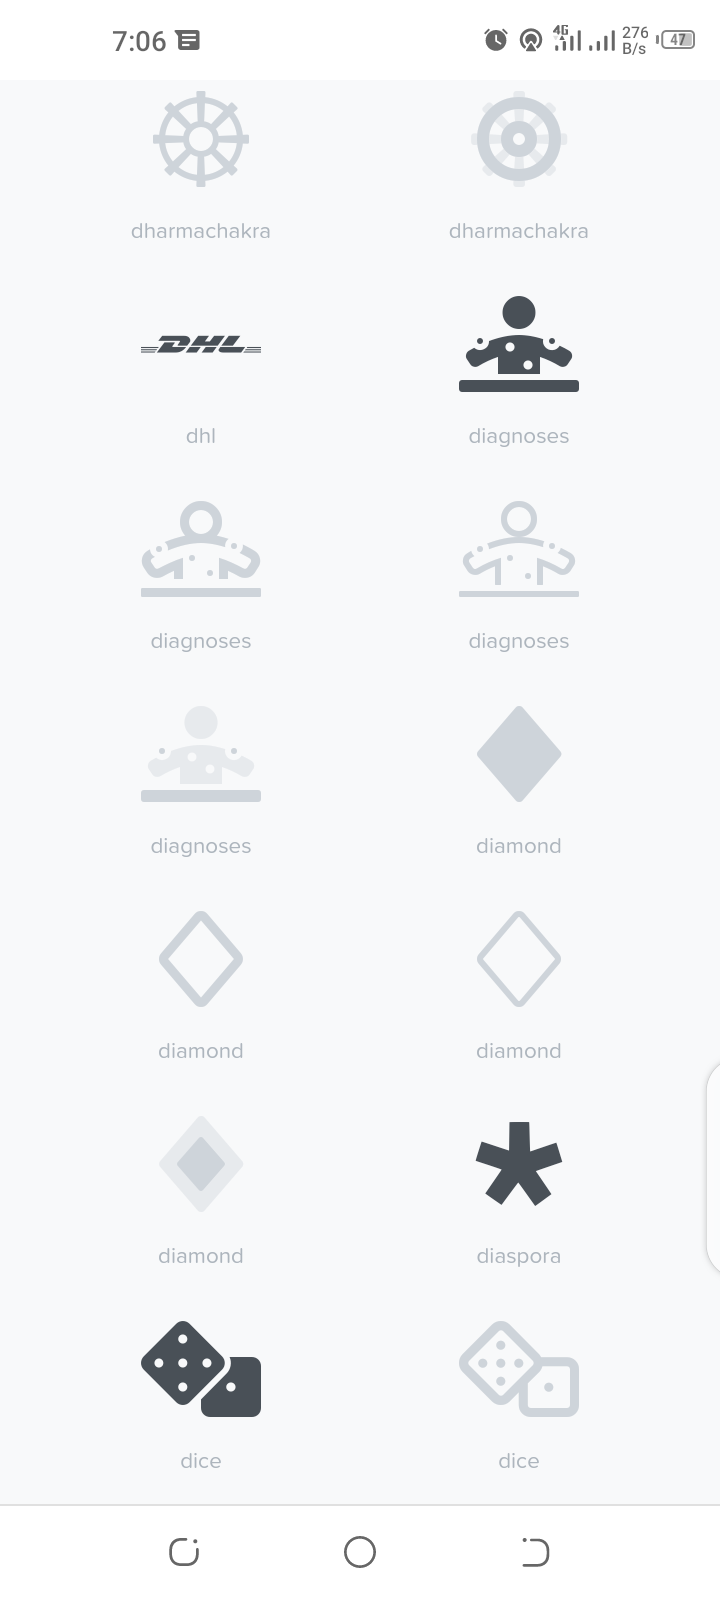 7:06
4G
276
B/s
47
dharmachakra
dharmachakra
DHL
dhl
diagnoses
diagnoses
diagnoses
diagnoses
diamond
diamond
diamond
diamond
diaspora
dice
dice